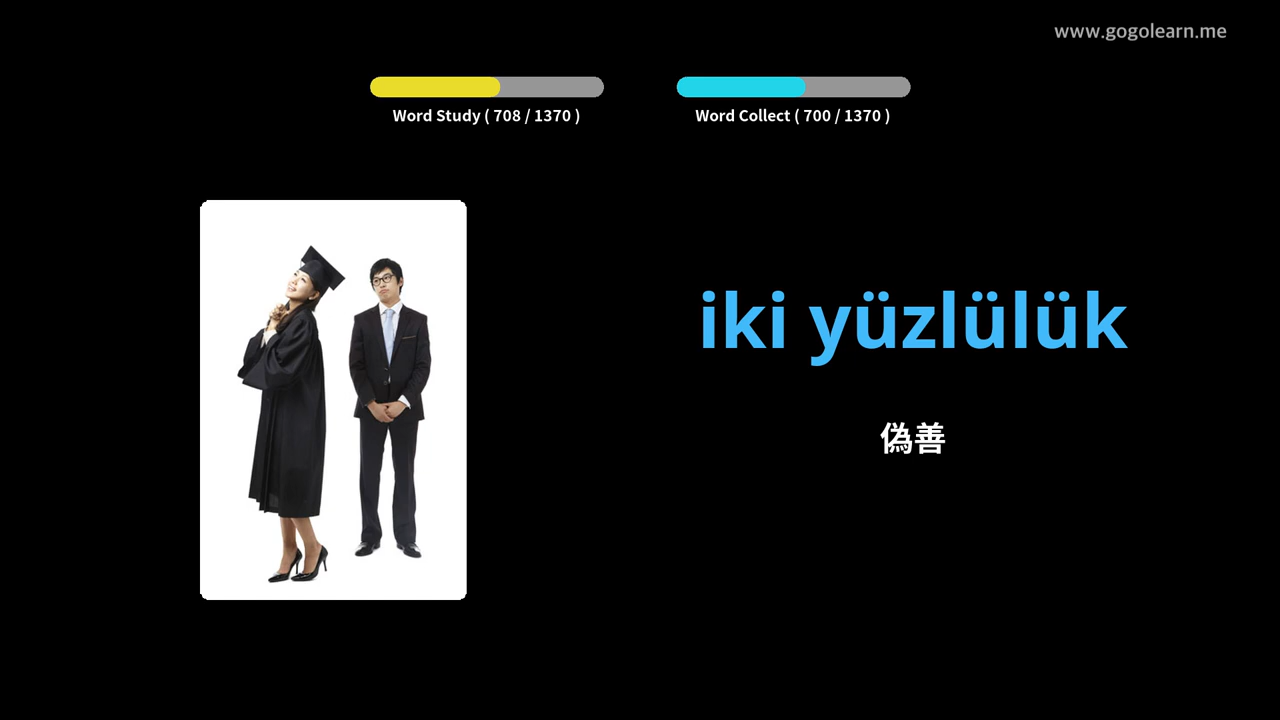 www.gogolearn.me
Word Study ( 708 / 1370 )
Word Collect ( 700 / 1370 )
iki yüzlülük
偽善